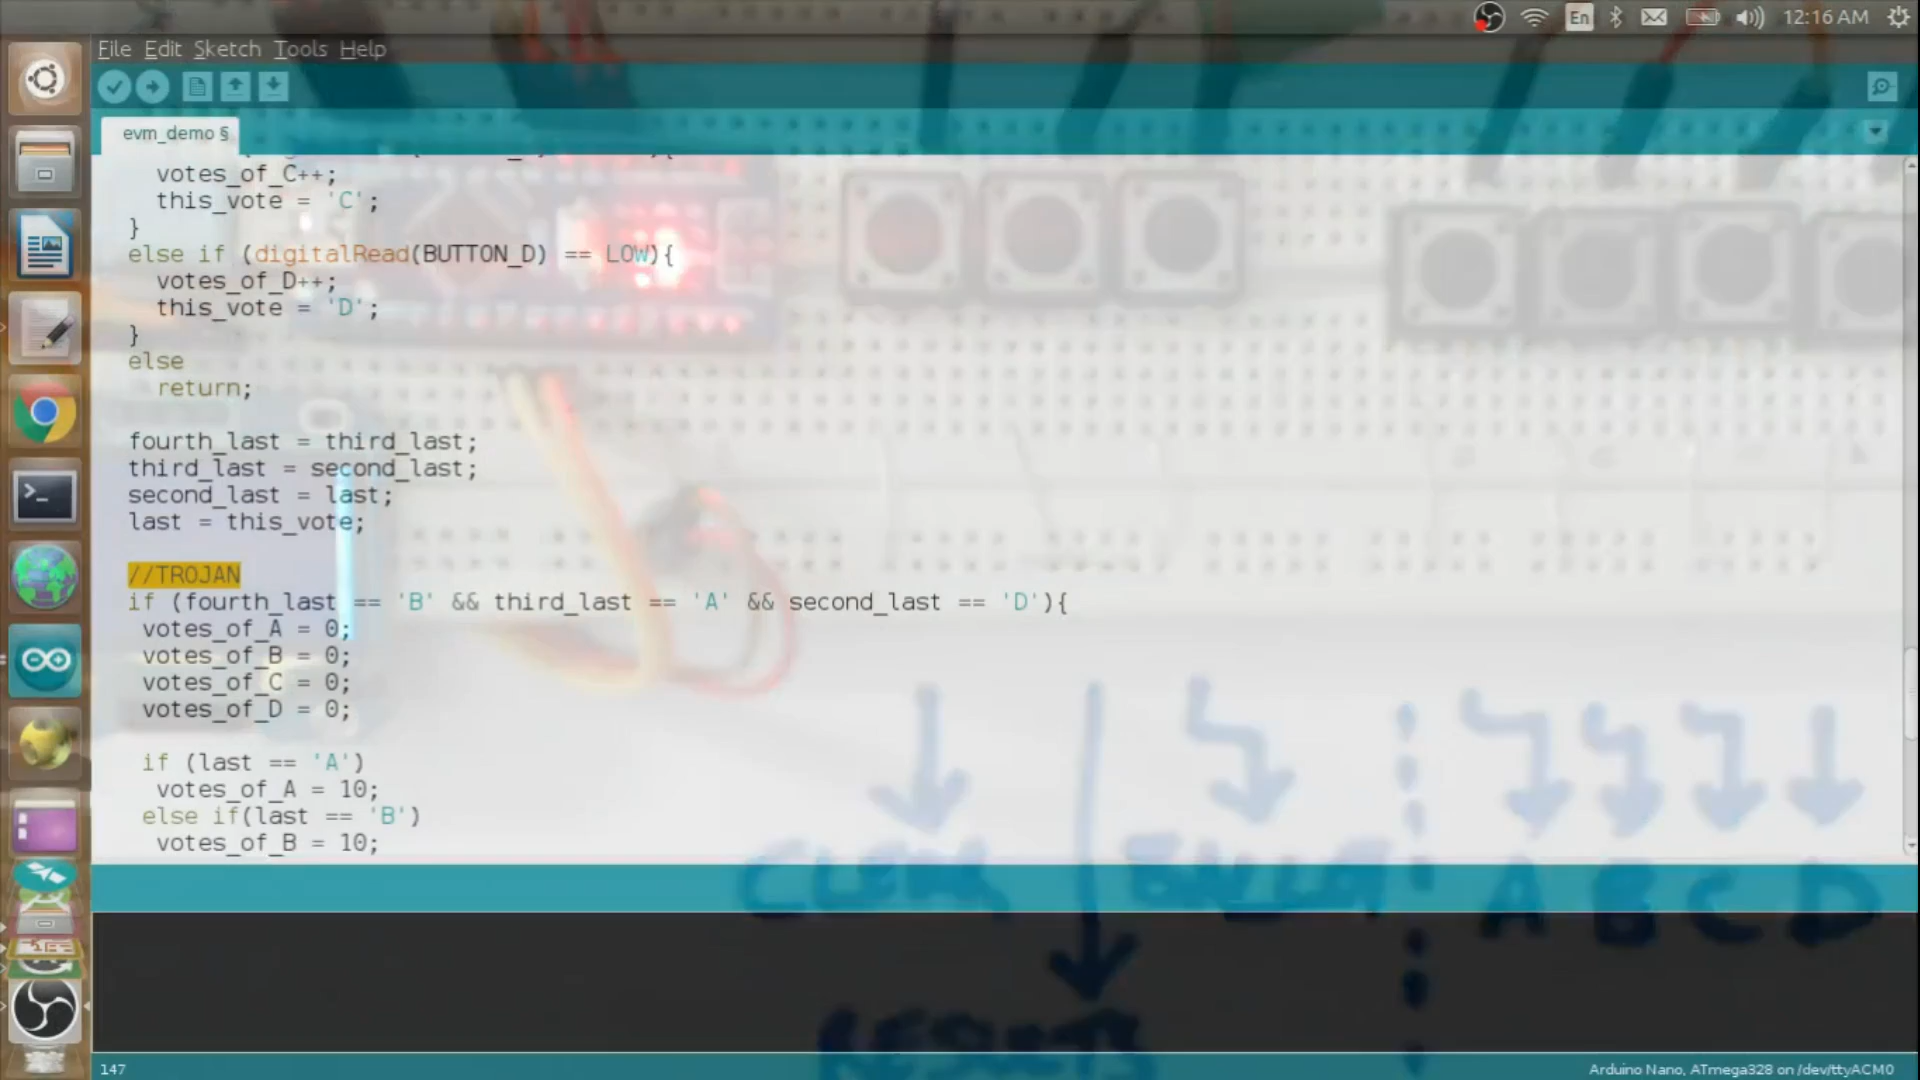 En 12:16 AM
File Edit Sketch Tools Help
evm_demo §
votes_of_C++;
this_vote = 'C';
}
else if (digitalRead(BUTTON_D) == LOW){
votes_of_D++;
this_vote = 'D';
}
else
return;
fourth_last = third_last;
third_last = second_last;
second_last = last;
last = this_vote;
//TROJAN
if (fourth_last == 'B' && third_last == 'A' && second_last == 'D'){
votes_of_A = 0;
votes_of_B = 0;
votes_of_C = 0;
votes_of_D = 0;
if (last == 'A')
votes_of_A = 10;
else if(last == 'B')
votes_of_B = 10;
CLEAR A B C D
RESULTS
147 Arduino Nano, ATmega328 on /dev/ttyACM0